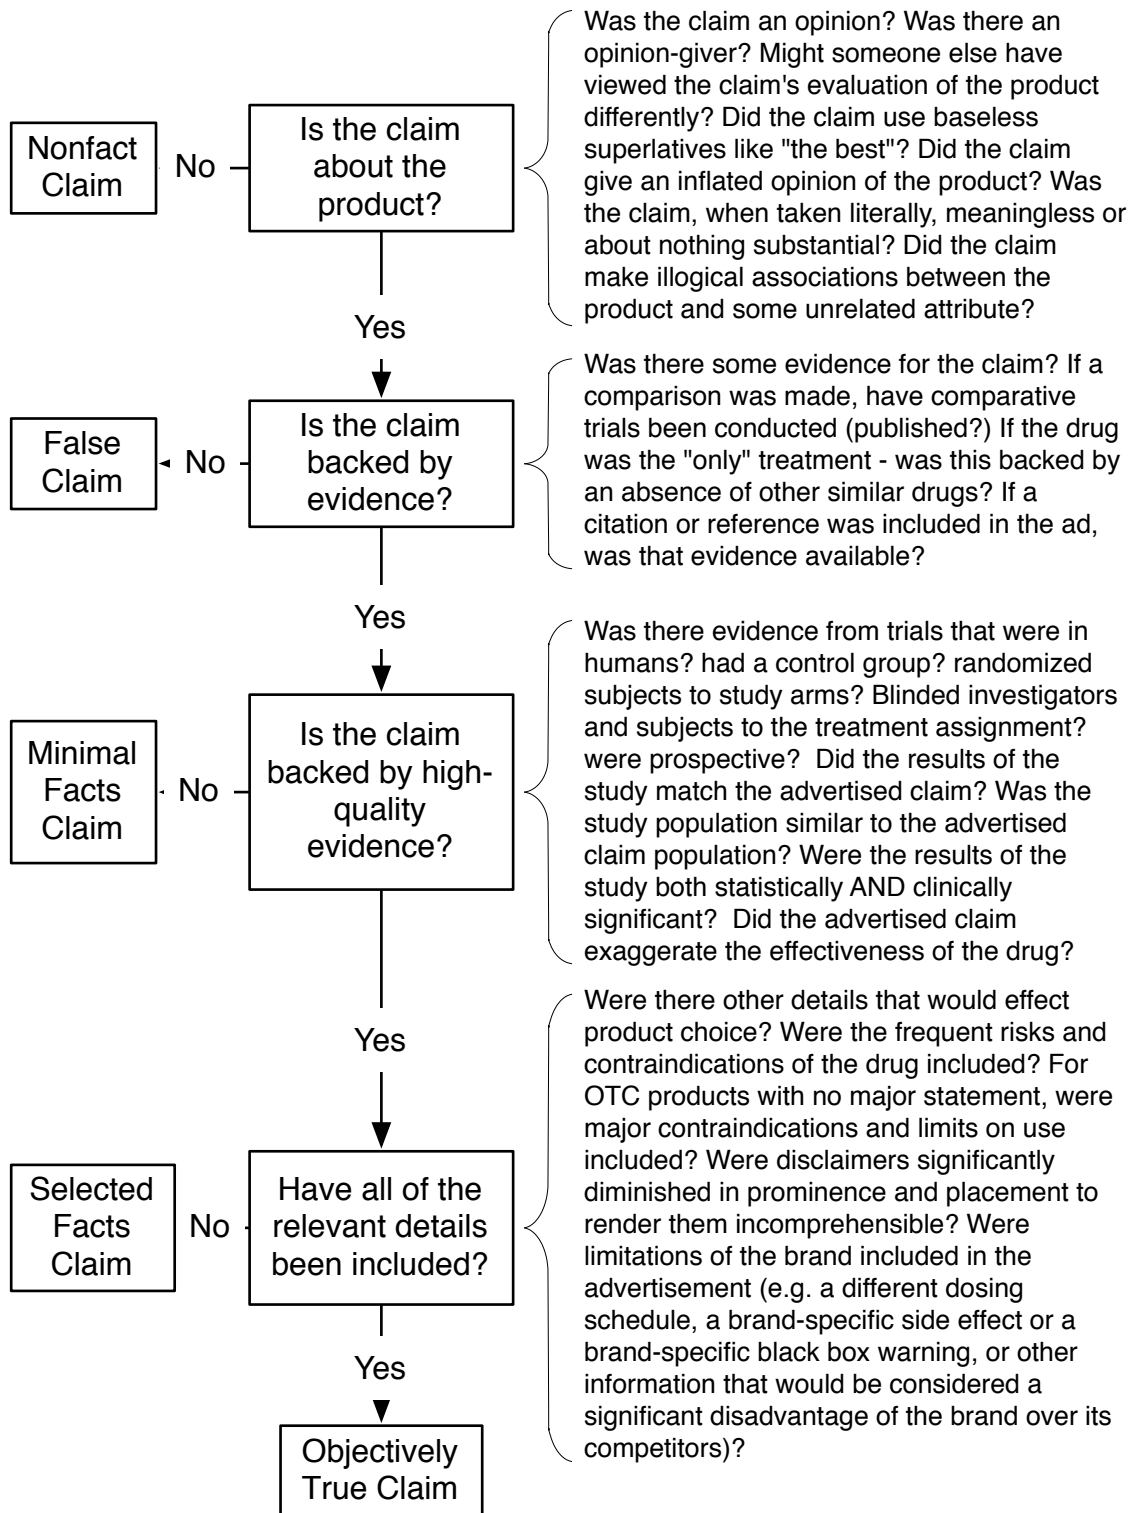 Was the claim an opinion? Was there an
opinion-giver? Might someone else have
viewed the claim's evaluation of the product
differently? Did the claim use baseless
superlatives like "the best"? Did the claim
give an inflated opinion of the product? Was
the claim, when taken literally, meaningless or
about nothing substantial? Did the claim
make illogical associations between the
product and some unrelated attribute?
Nonfact
Claim
No
Is the claim
about the
product?
Yes
Was there some evidence for the claim? If a
comparison was made, have comparative
trials been conducted (published?) If the drug
was the "only" treatment - was this backed by
an absence of other similar drugs? If a
citation or reference was included in the ad,
was that evidence available?
False
Claim
No
Is the claim
backed by
evidence?
Yes
Was there evidence from trials that were in
humans? had a control group? randomized
subjects to study arms? Blinded investigators
and subjects to the treatment assignment?
were prospective?  Did the results of the
study match the advertised claim? Was the
study population similar to the advertised
claim population? Were the results of the
study both statistically AND clinically
significant?  Did the advertised claim
exaggerate the effectiveness of the drug?
Minimal
Facts
Claim
No
Is the claim
backed by high-
quality
evidence?
Yes
Were there other details that would effect
product choice? Were the frequent risks and
contraindications of the drug included? For
OTC products with no major statement, were
major contraindications and limits on use
included? Were disclaimers significantly
diminished in prominence and placement to
render them incomprehensible? Were
limitations of the brand included in the
advertisement (e.g. a different dosing
schedule, a brand-specific side effect or a
brand-specific black box warning, or other
information that would be considered a
significant disadvantage of the brand over its
competitors)?
Selected
Facts
Claim
No
Have all of the
relevant details
been included?
Yes
Objectively
True Claim